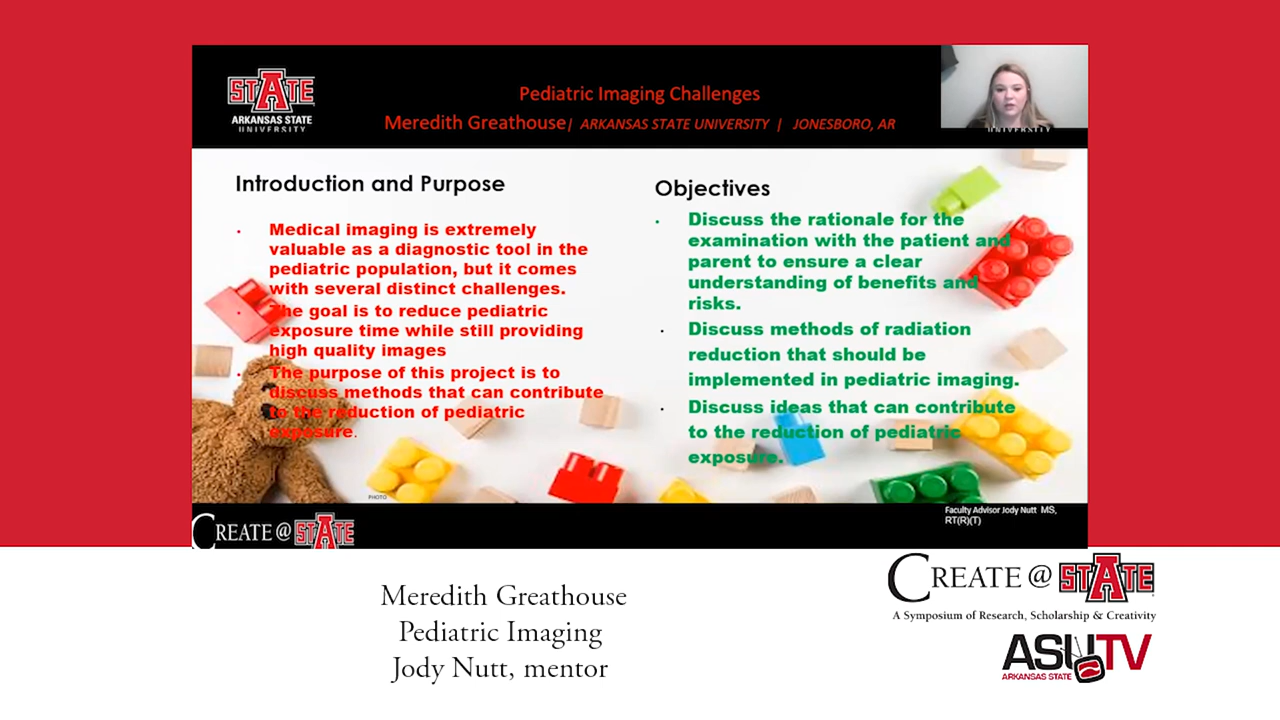 STATE
ARKANSAS STATE
UNIVERSITY
Pediatric Imaging Challenges
Meredith Greathouse| ARKANSAS STATE UNIVERSITY | JONESBORO, AR
UNIVERSITY
Introduction and Purpose
• Medical imaging is extremely
valuable as a diagnostic tool in the
pediatric population, but it comes
with several distinct challenges.
• The goal is to reduce pediatric
exposure time while still providing
high quality images
• The purpose of this project is to
discuss methods that can contribute
to the reduction of pediatric
exposure.
PHOTO
Objectives
• Discuss the rationale for the
examination with the patient and
parent to ensure a clear
understanding of benefits and
risks.
• Discuss methods of radiation
reduction that should be
implemented in pediatric imaging.
• Discuss ideas that can contribute
to the reduction of pediatric
exposure.
CREATE @ STATE
Faculty Advisor Jody Nutt MS,
RT(R)(T)
Meredith Greathouse
Pediatric Imaging
Jody Nutt, mentor
CREATE @ STATE
A Symposium of Research, Scholarship & Creativity
ASU TV
ARKANSAS STATE